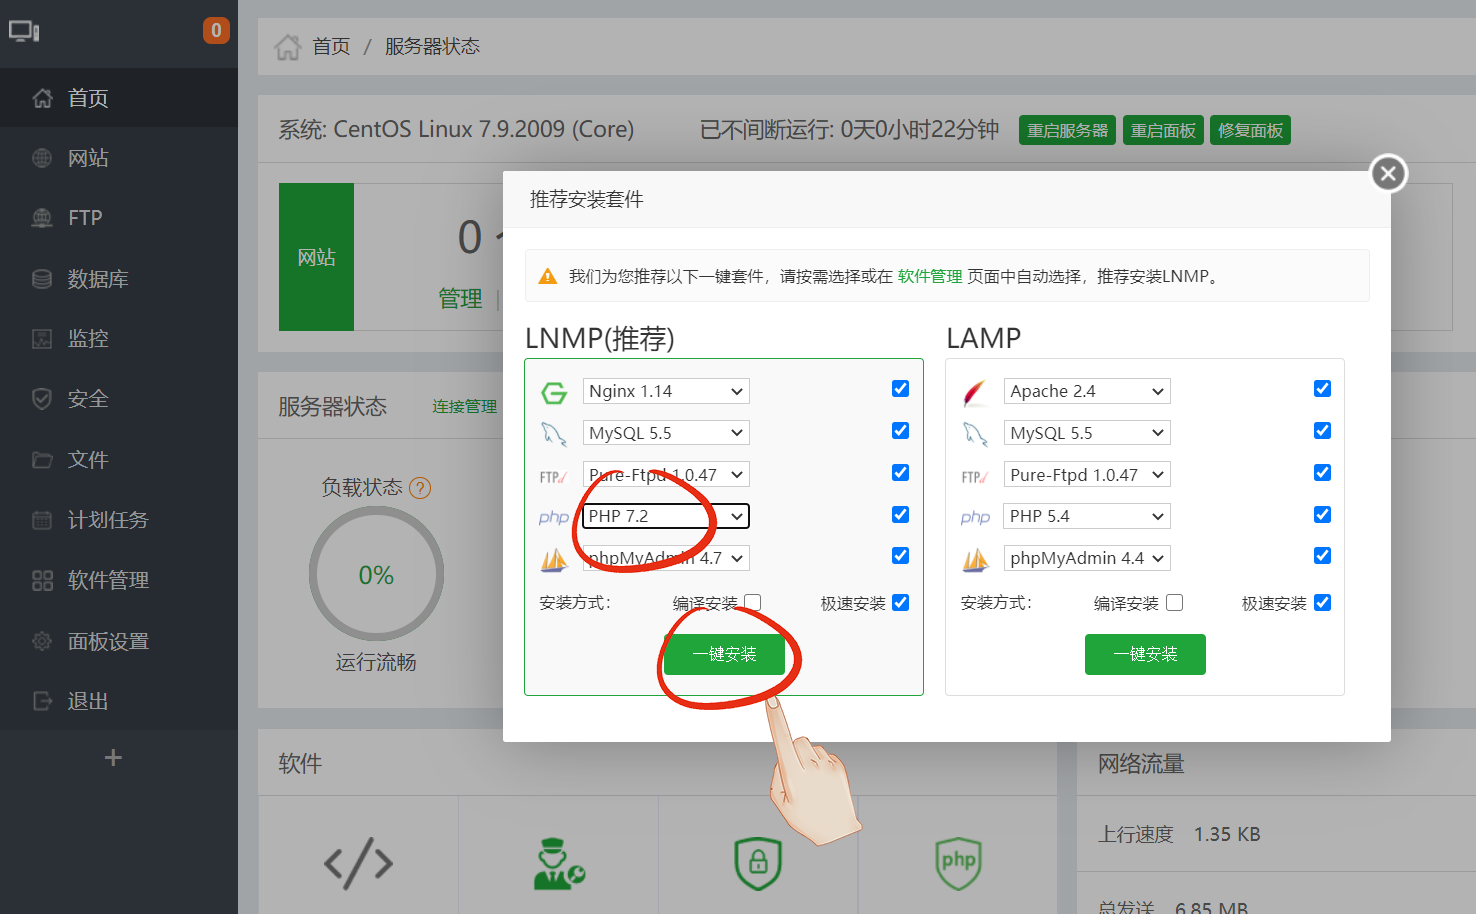 0
首页
网站
FTP
数据库
监控
安全
文件
计划任务
软件管理
面板设置
退出
+
首页 / 服务器状态
系统: CentOS Linux 7.9.2009 (Core)
已不间断运行: 0天0小时22分钟
重启服务器
重启面板
修复面板
网站
0
管理
服务器状态
连接管理
负载状态 ?
0%
运行流畅
软件
php
网络流量
上行速度 1.35 KB
总发送 6.85 MB
推荐安装套件
我们为您推荐以下一键套件，请按需选择或在 软件管理 页面中自动选择，推荐安装LNMP。
LNMP(推荐)
Nginx 1.14
MySQL 5.5
FTP
Pure-Ftpd 1.0.47
php
PHP 7.2
phpMyAdmin 4.7
安装方式： 编译安装 极速安装
一键安装
LAMP
Apache 2.4
MySQL 5.5
FTP
Pure-Ftpd 1.0.47
php
PHP 5.4
phpMyAdmin 4.4
安装方式： 编译安装 极速安装
一键安装